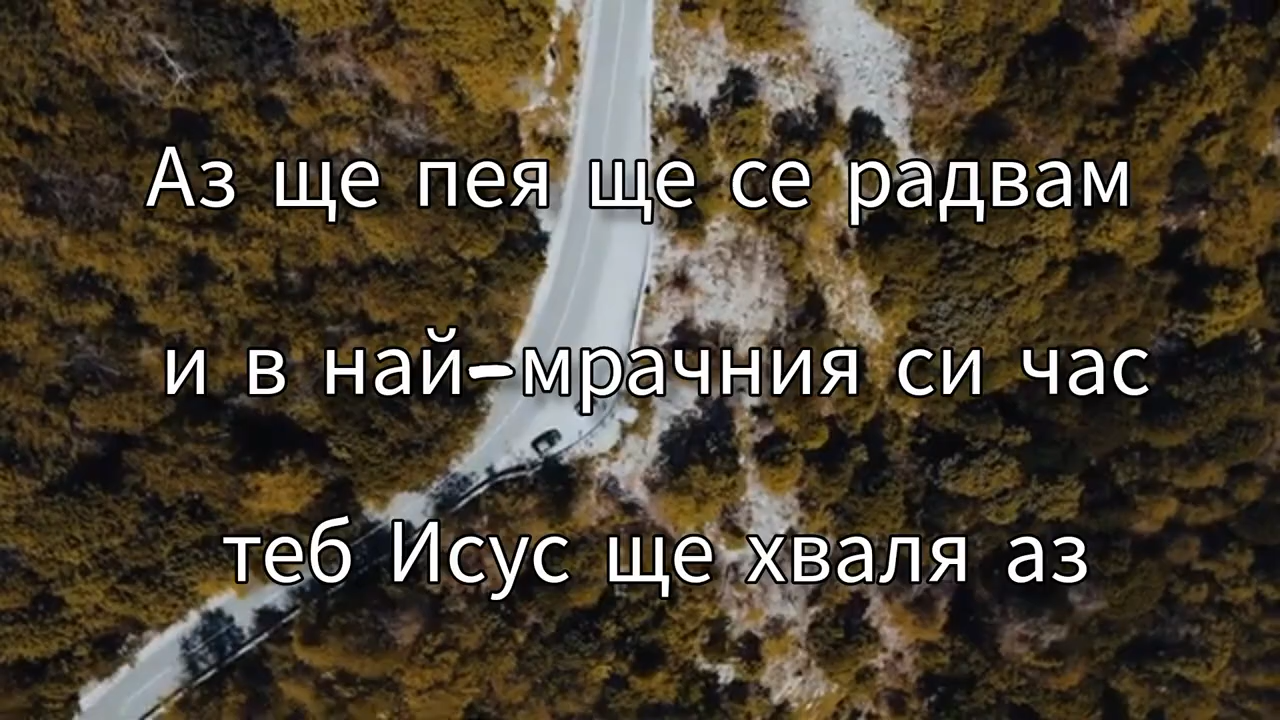 Аз ще пея ще се радвам
и в най-мрачния си час
теб Исус ще хваля аз